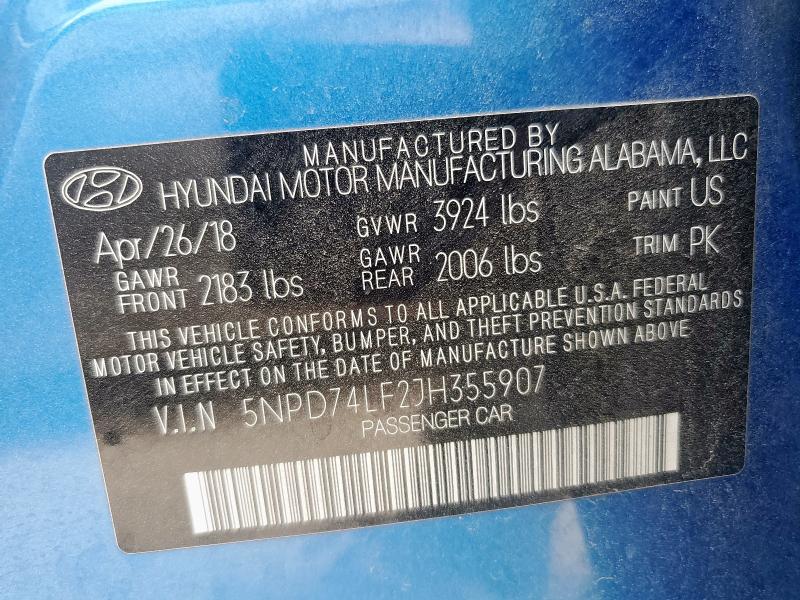 MANUFACTURED BY
HYUNDAI MOTOR MANUFACTURING ALABAMA, LLC
Apr/26/18 GVWR 3924 lbs PAINT US
GAWR FRONT 2183 lbs GAWR REAR 2006 lbs TRIM PK
THIS VEHICLE CONFORMS TO ALL APPLICABLE U.S.A. FEDERAL
MOTOR VEHICLE SAFETY, BUMPER, AND THEFT PREVENTION STANDARDS
IN EFFECT ON THE DATE OF MANUFACTURE SHOWN ABOVE
V.I.N 5NPD74LF2JH355907
PASSENGER CAR